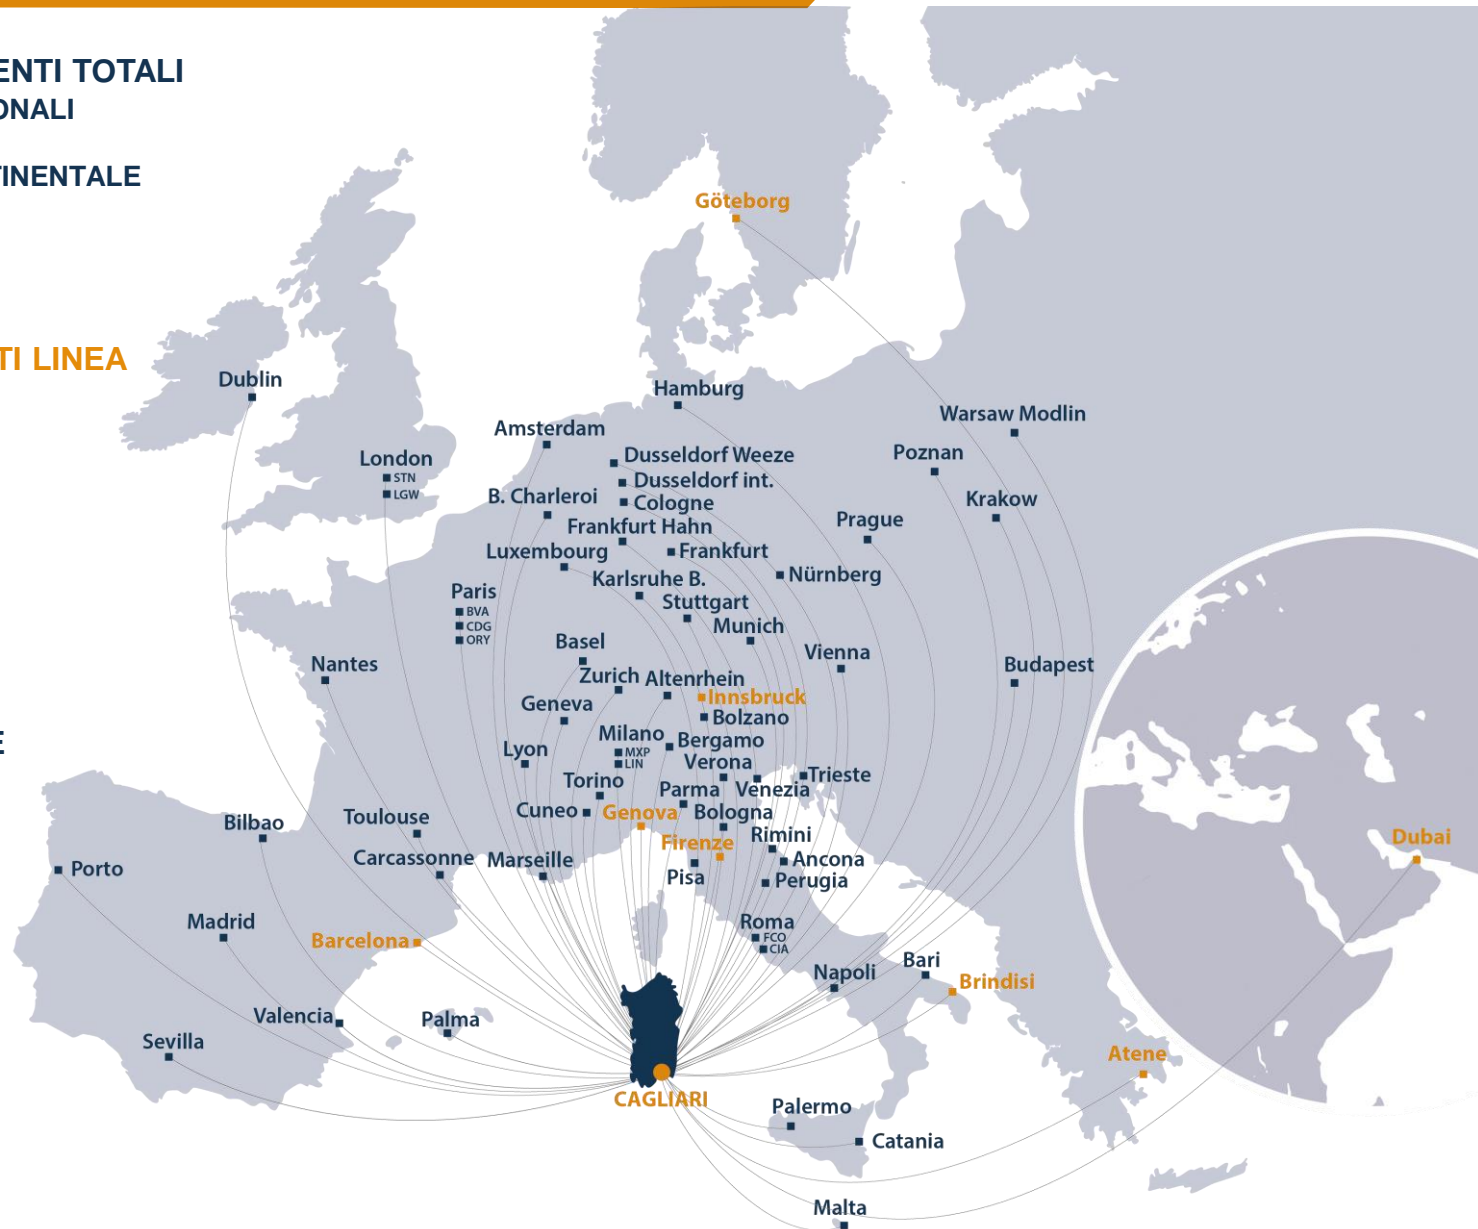 ENTI TOTALI
ONALI
TINENTALE
TI LINEA
E
Göteborg
Dublin
Hamburg
Warsaw Modlin
Amsterdam
London
STN
LGW
Dusseldorf Weeze
Poznan
Dusseldorf int.
B. Charleroi
Cologne
Krakow
Frankfurt Hahn
Prague
Luxembourg
Frankfurt
Karlsruhe B.
Nürnberg
Paris
BVA
CDG
ORY
Stuttgart
Munich
Basel
Vienna
Nantes
Zurich
Altenrhein
Budapest
Innsbruck
Geneva
Bolzano
Milano
MXP
LIN
Bergamo
Lyon
Verona
Torino
Trieste
Parma
Venezia
Cuneo
Genova
Bologna
Bilbao
Toulouse
Rimini
Dubai
Firenze
Carcassonne
Marseille
Ancona
Porto
Pisa
Perugia
Madrid
Roma
FCO
CIA
Barcelona
Bari
Napoli
Brindisi
Valencia
Palma
Sevilla
Atene
CAGLIARI
Palermo
Catania
Malta